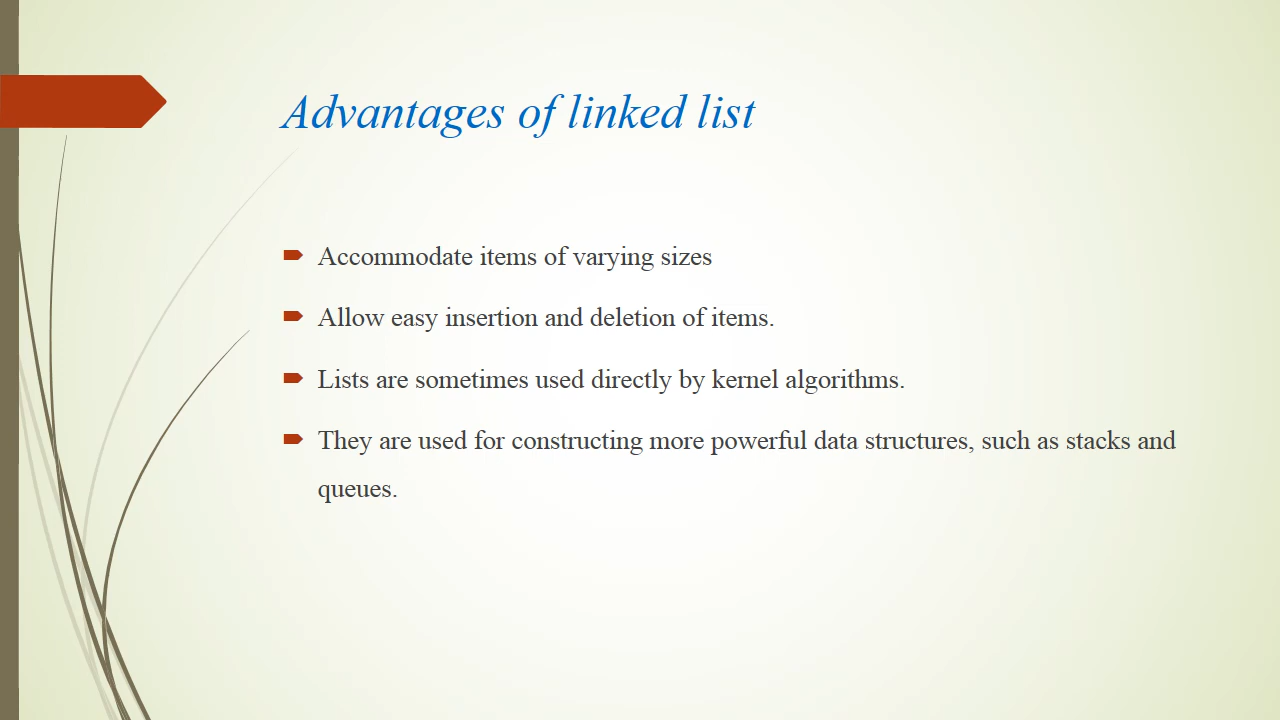 Advantages of linked list
Accommodate items of varying sizes
Allow easy insertion and deletion of items.
Lists are sometimes used directly by kernel algorithms.
They are used for constructing more powerful data structures, such as stacks and
queues.